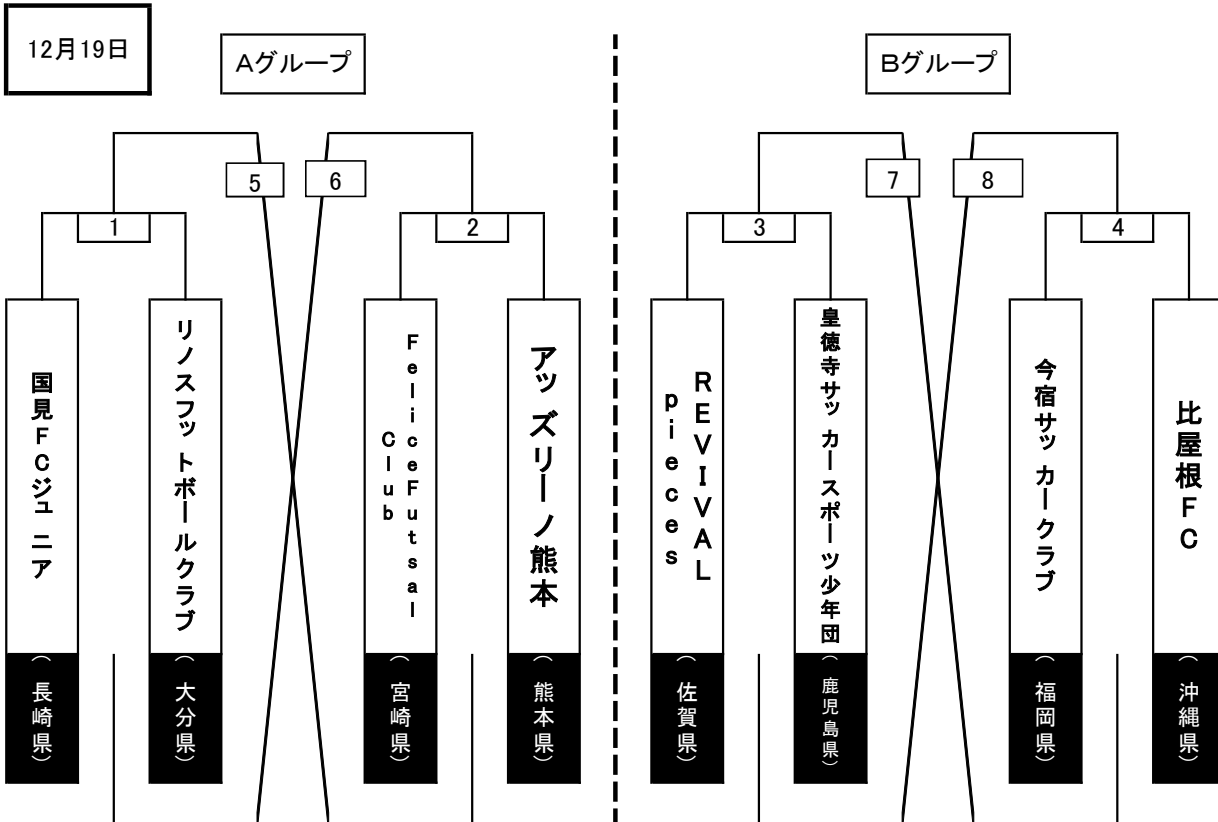 12月19日
Aグループ
Bグループ
5
6
7
8
1
2
3
4
国見FCジュニア
リノスフットボールクラブ
FeliceFutsal
Club
アッズリーノ熊本
REVIVAL
pieces
皇徳寺サッカースポーツ少年団
今宿サッカークラブ
比屋根FC
（長崎県）
（大分県）
（宮崎県）
（熊本県）
（佐賀県）
（鹿児島県）
（福岡県）
（沖縄県）